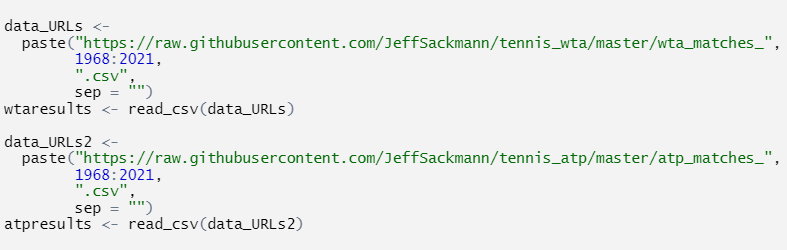 data_URLs <-
  paste("https://raw.githubusercontent.com/JeffSackmann/tennis_wta/master/wta_matches_",
        1968:2021,
        ".csv",
        sep = "")
wtaresults <- read_csv(data_URLs)

data_URLs2 <-
  paste("https://raw.githubusercontent.com/JeffSackmann/tennis_atp/master/atp_matches_",
        1968:2021,
        ".csv",
        sep = "")
atpresults <- read_csv(data_URLs2)